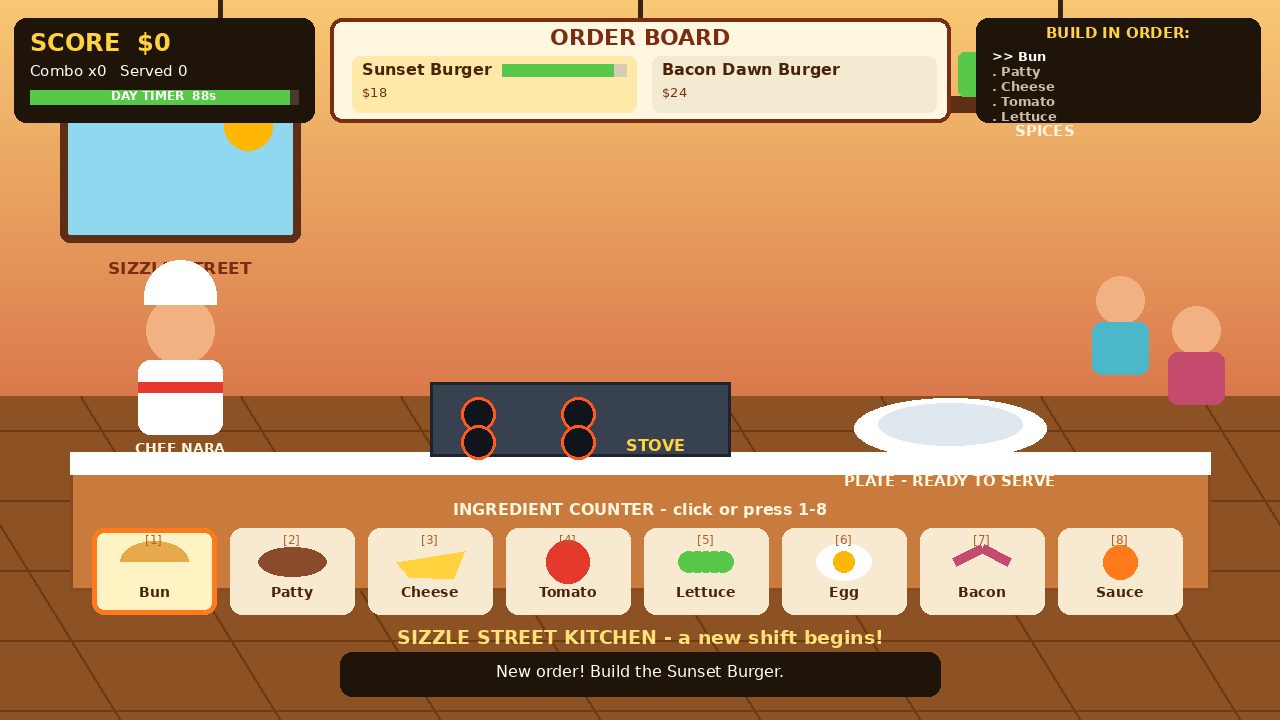 SCORE $0
Combo x0 Served 0
DAY TIMER 88s
ORDER BOARD
Sunset Burger
$18
Bacon Dawn Burger
$24
BUILD IN ORDER:
>> Bun
. Patty
. Cheese
. Tomato
. Lettuce
SPICES
SIZZLE STREET
CHEF NARA
STOVE
PLATE - READY TO SERVE
INGREDIENT COUNTER - click or press 1-8
[1] [2] [3] [4] [5] [6] [7] [8]
Bun Patty Cheese Tomato Lettuce Egg Bacon Sauce
SIZZLE STREET KITCHEN - a new shift begins!
New order! Build the Sunset Burger.